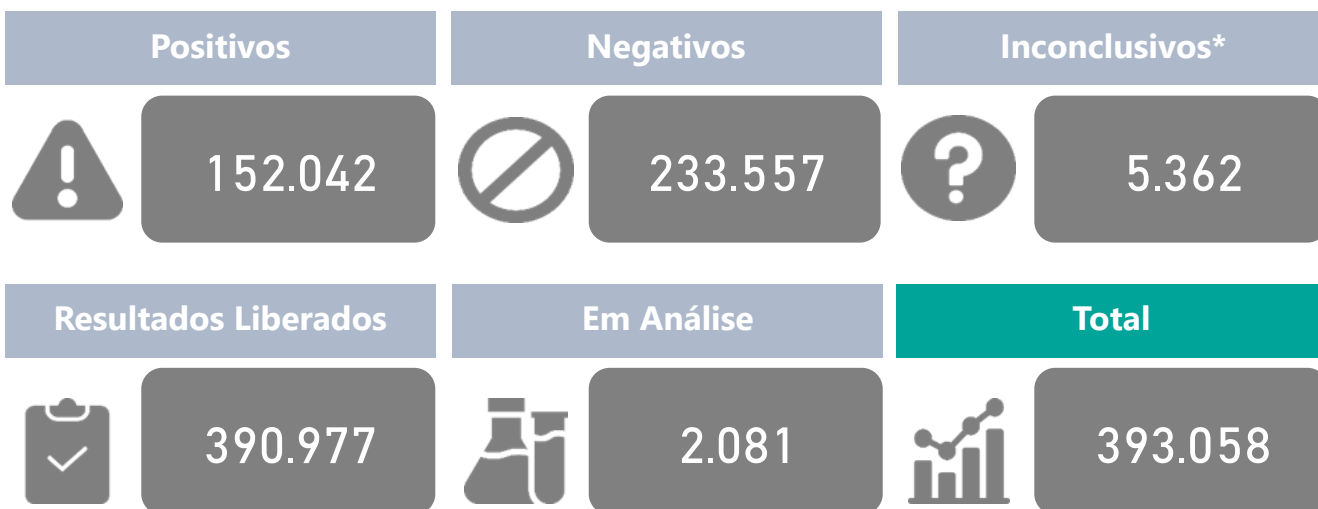 Positivos
Negativos
Inconclusivos*
152.042
233.557
5.362
Resultados Liberados
Em Análise
Total
390.977
2.081
393.058